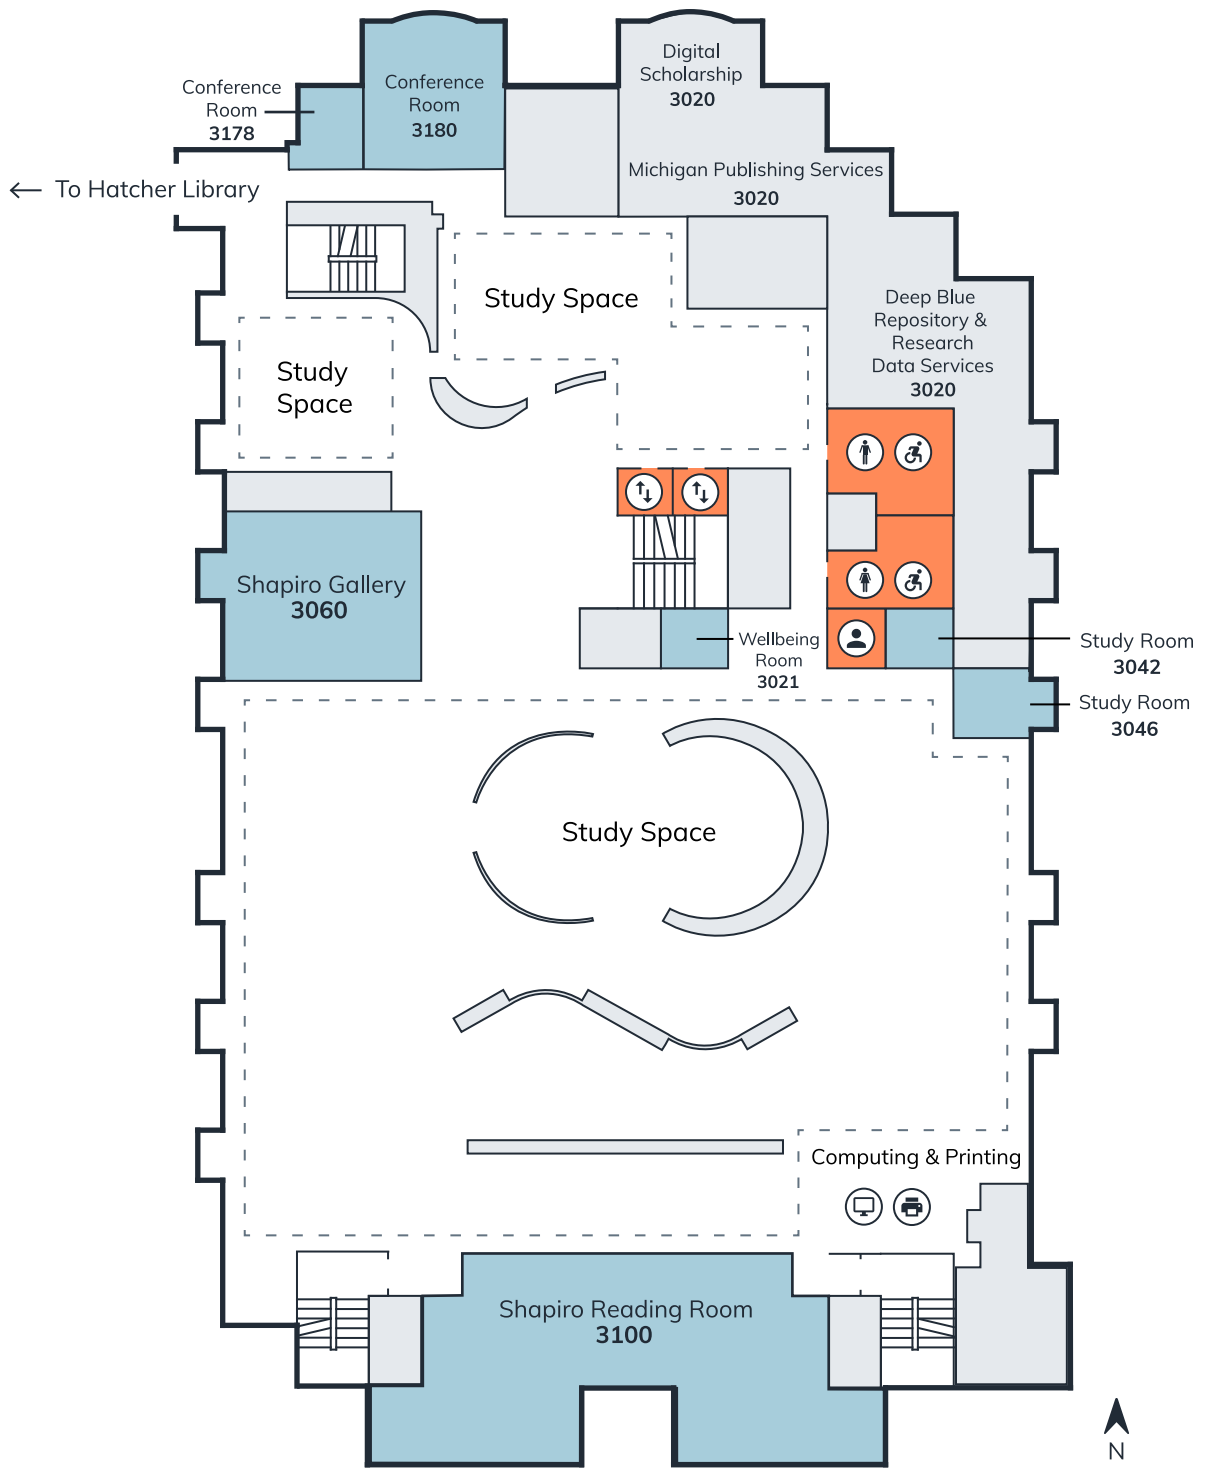 Digital
Scholarship
3020
Conference
Room
3180
Conference
Room
3178
Michigan Publishing Services
3020
To Hatcher Library
Study Space
Deep Blue
Repository &
Research
Data Services
3020
Study
Space
Shapiro Gallery
3060
Wellbeing
Room
3021
Study Room
3042
Study Room
3046
Study Space
Computing & Printing
Shapiro Reading Room
3100
N